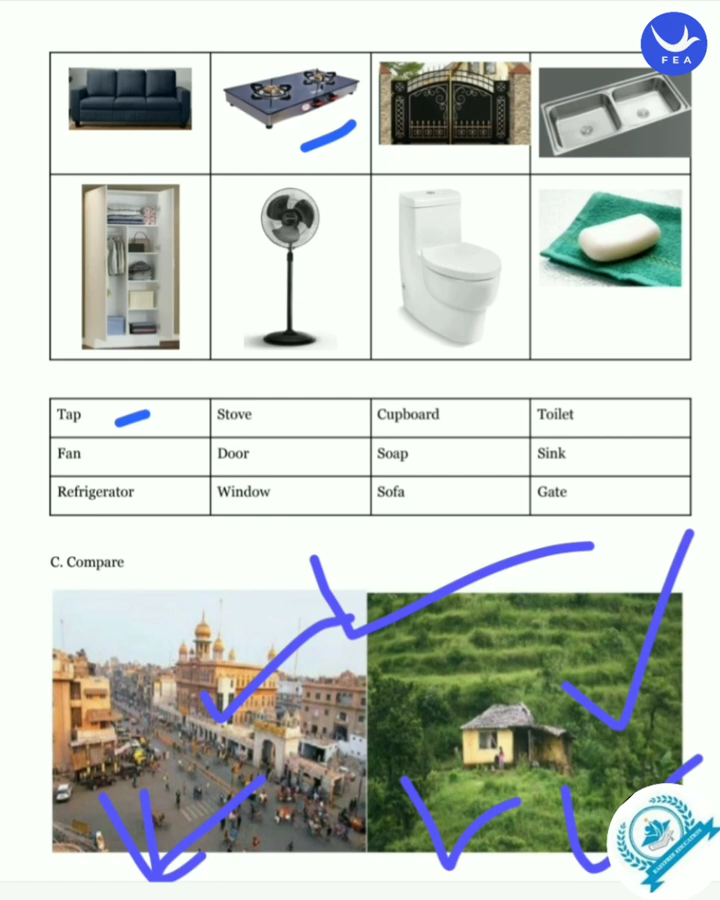 FEA
Tap Stove Cupboard Toilet
Fan Door Soap Sink
Refrigerator Window Sofa Gate
C. Compare